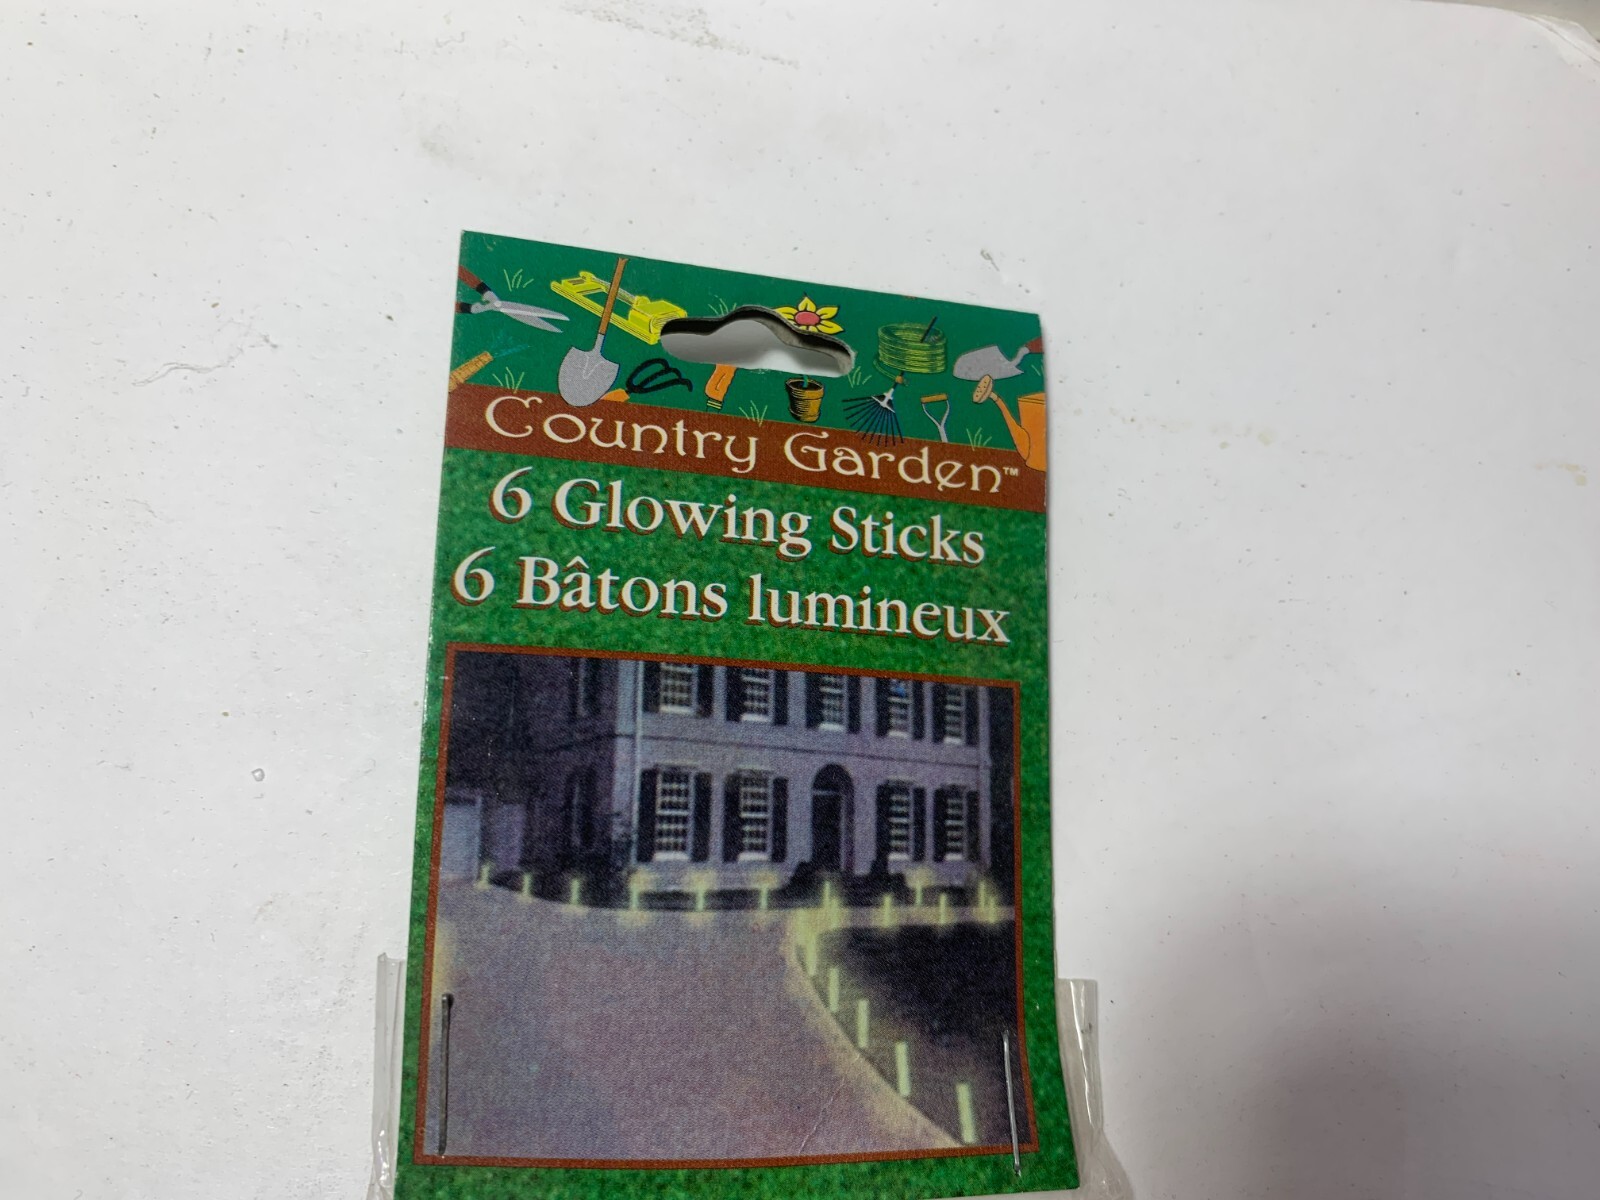 Country Garden™
6 Glowing Sticks
6 Bâtons lumineux